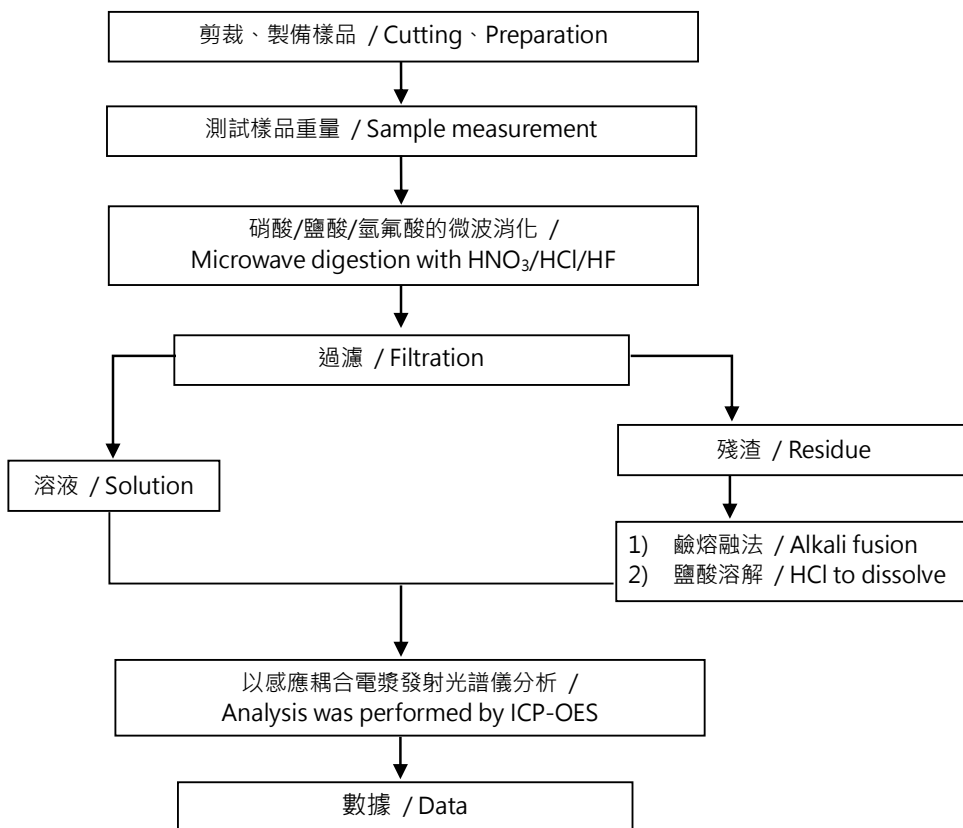 剪裁、製備樣品 / Cutting、Preparation
測試樣品重量 / Sample measurement
硝酸/鹽酸/氫氟酸的微波消化 /
Microwave digestion with HNO₃/HCl/HF
過濾 / Filtration
溶液 / Solution
殘渣 / Residue
1) 鹼熔融法 / Alkali fusion
2) 鹽酸溶解 / HCl to dissolve
以感應耦合電漿發射光譜儀分析 /
Analysis was performed by ICP-OES
數據 / Data